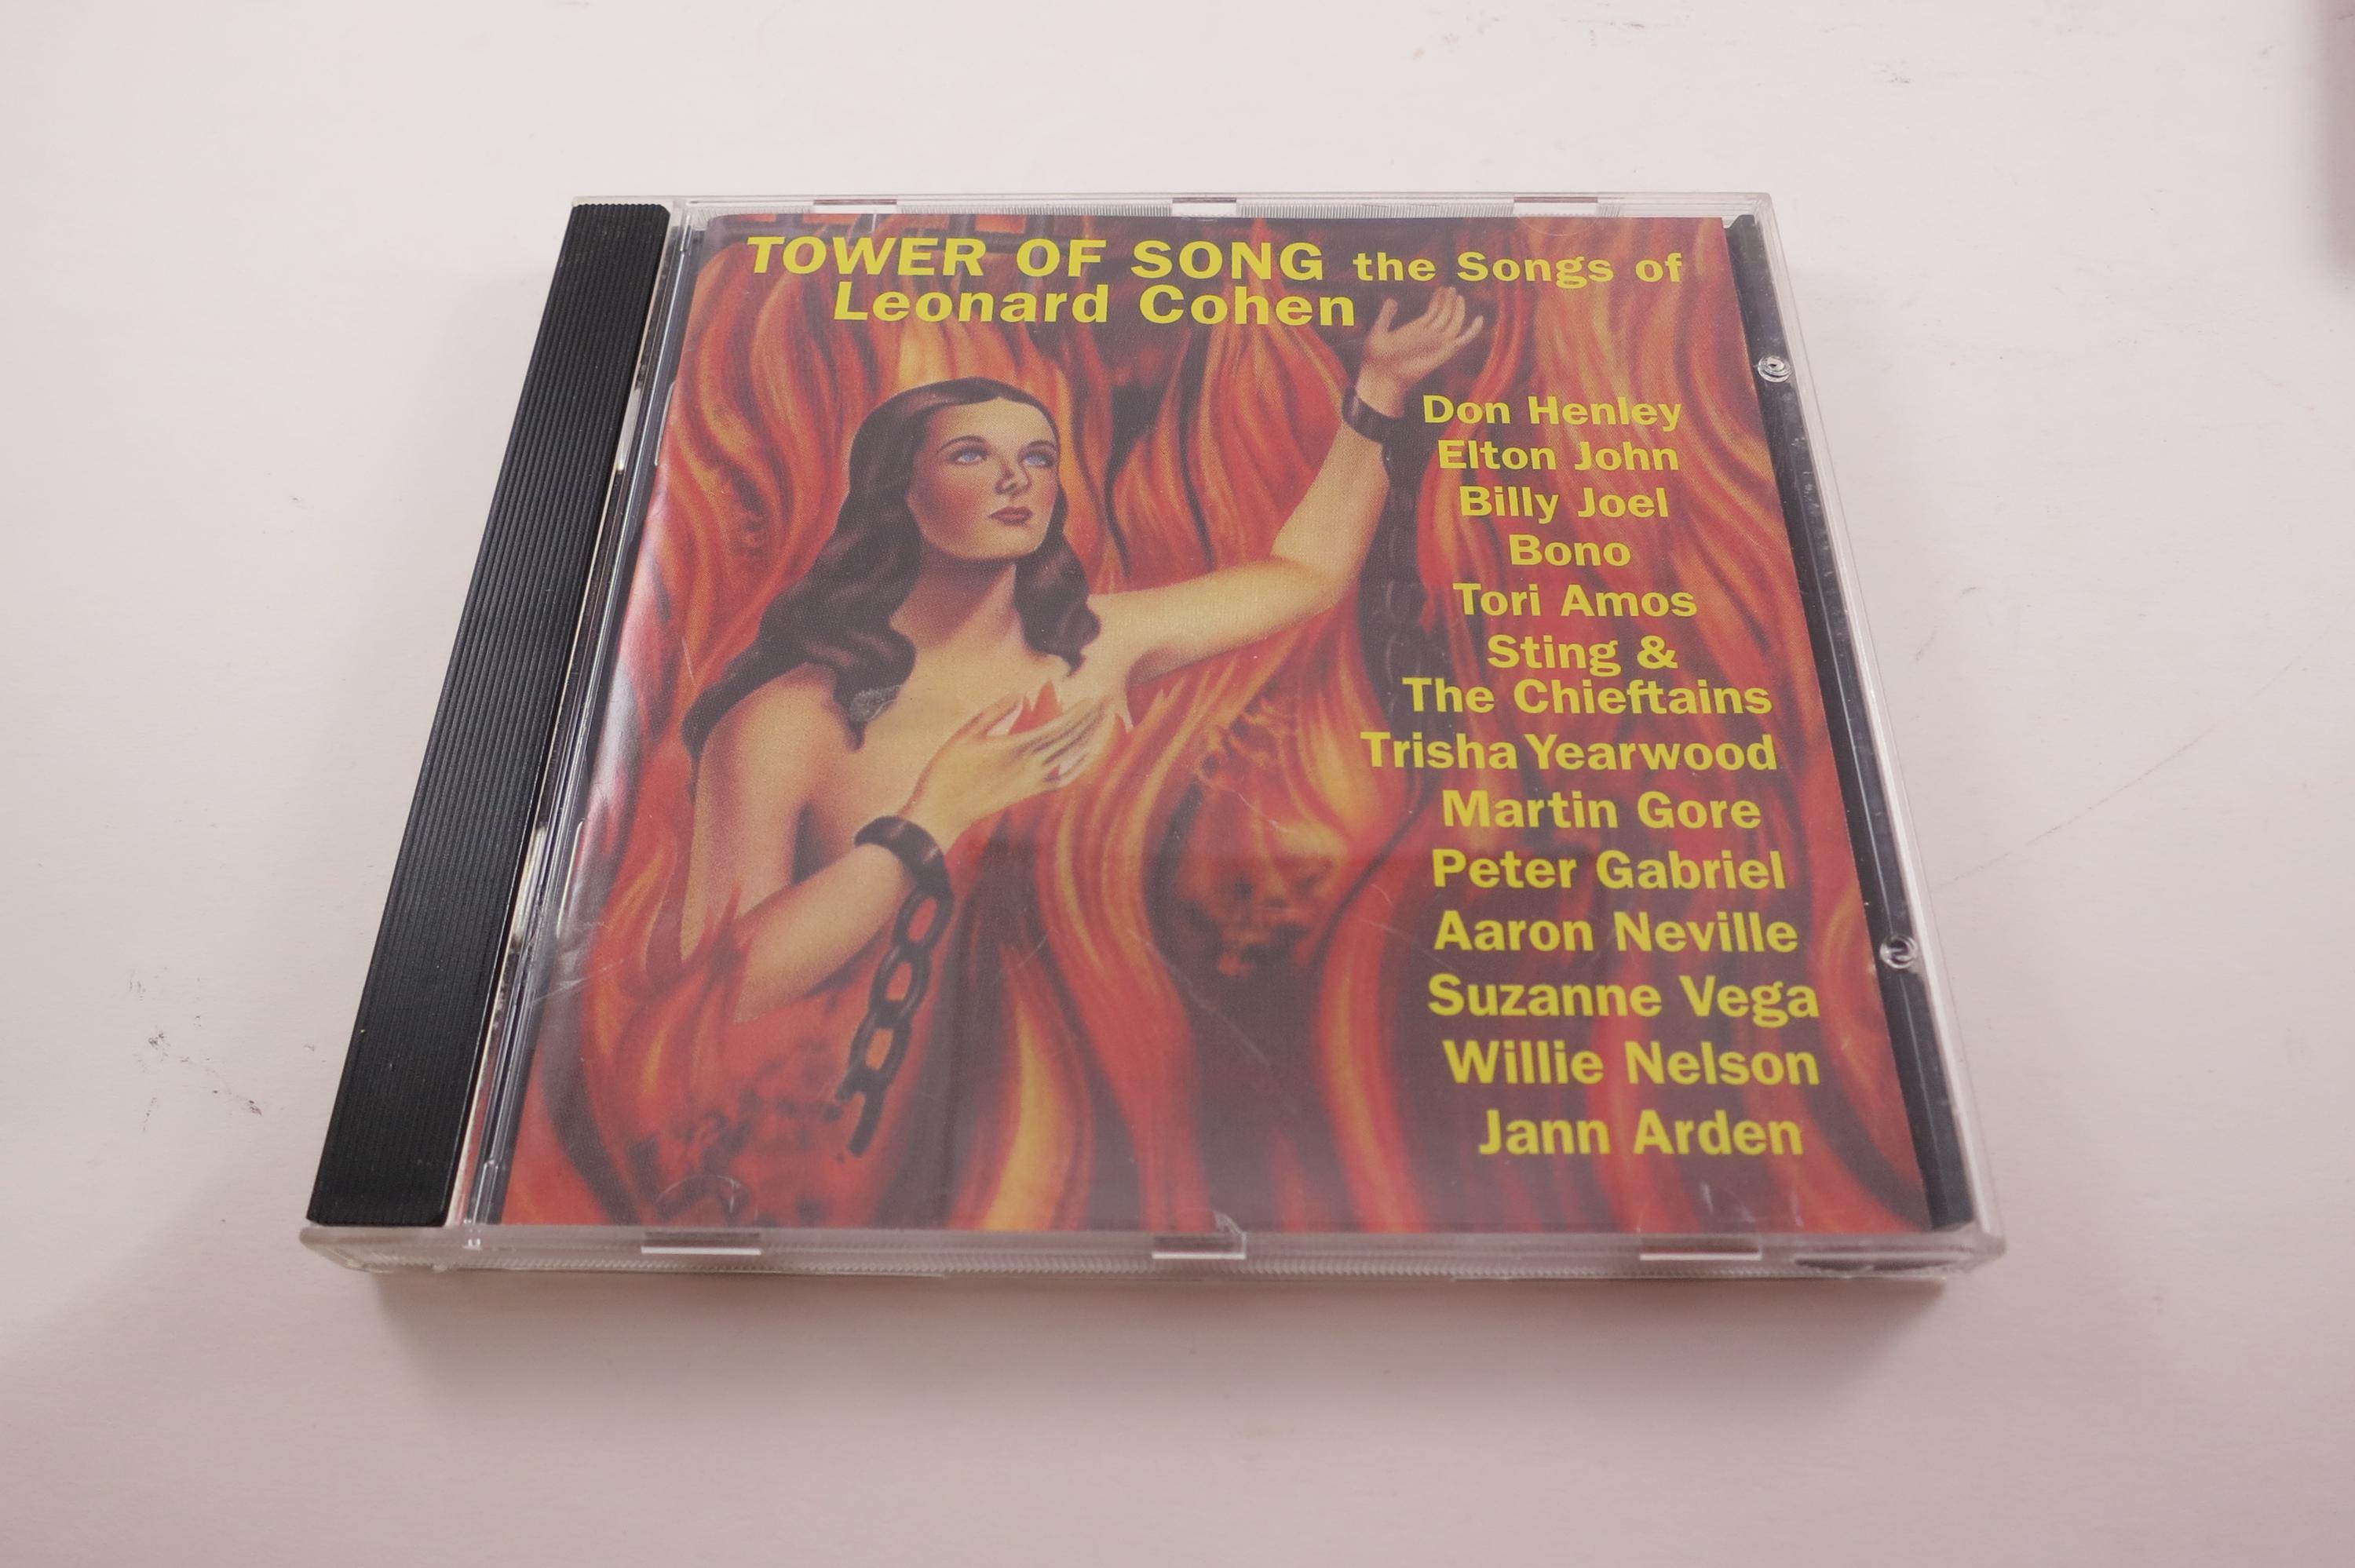 TOWER OF SONG the Songs of
Leonard Cohen
Don Henley
Elton John
Billy Joel
Bono
Tori Amos
Sting &
The Chieftains
Trisha Yearwood
Martin Gore
Peter Gabriel
Aaron Neville
Suzanne Vega
Willie Nelson
Jann Arden